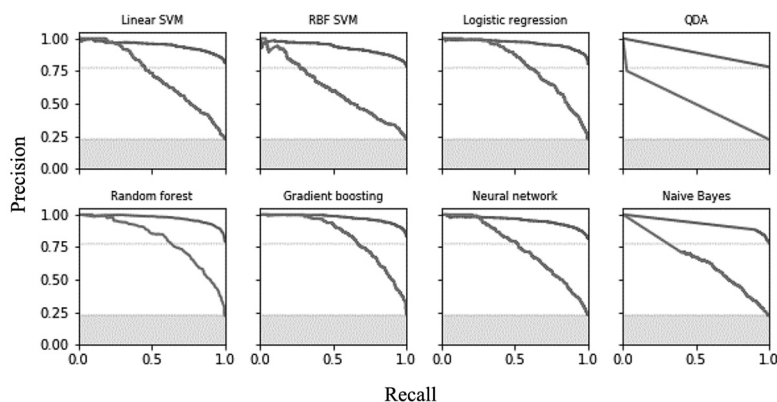 Linear SVM RBF SVM Logistic regression QDA
1.00
0.75
0.50
0.25
0.00
Precision
Random forest Gradient boosting Neural network Naive Bayes
1.00
0.75
0.50
0.25
0.00
0.0 0.5 1.0 0.0 0.5 1.0 0.0 0.5 1.0 0.0 0.5 1.0
Recall